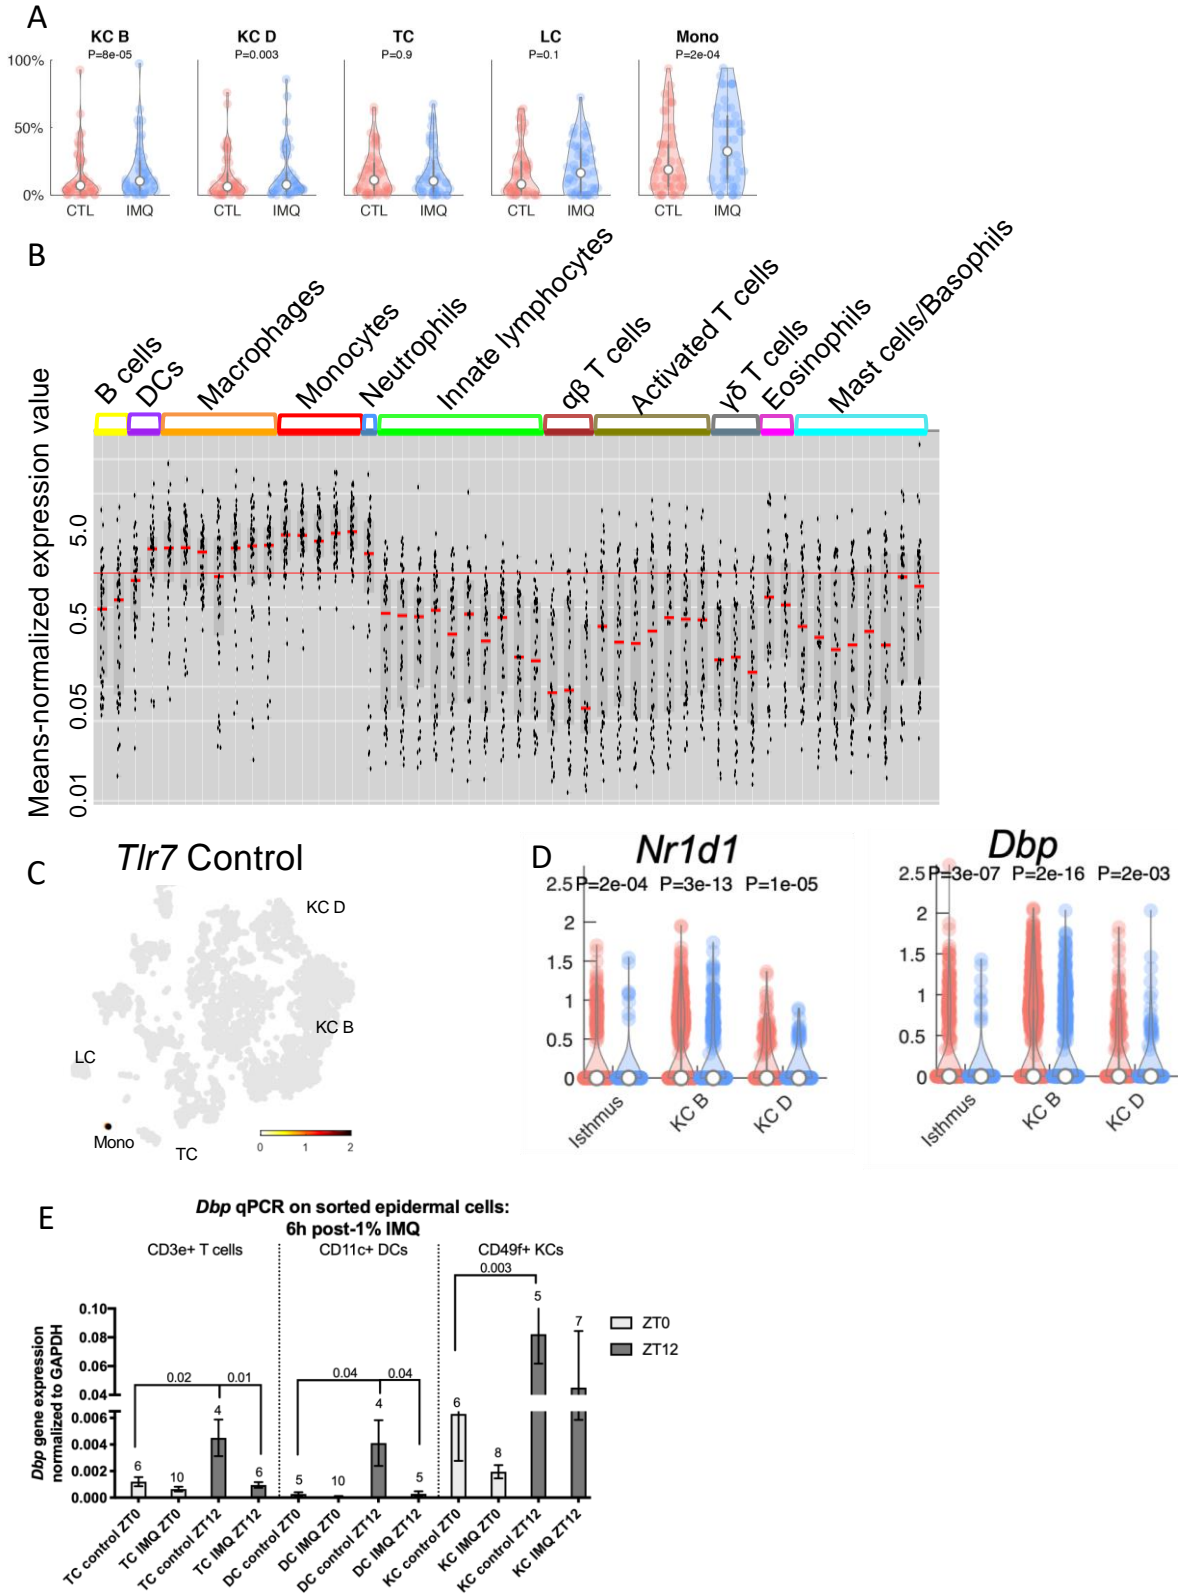 A
KC B
P=8e-05
KC D
P=0.003
TC
P=0.9
LC
P=0.1
Mono
P=2e-04
100%
50%
0%
CTL IMQ
CTL IMQ
CTL IMQ
CTL IMQ
CTL IMQ
B
B cells
DCs
Macrophages
Monocytes
Neutrophils
Innate lymphocytes
αβ T cells
Activated T cells
γδ T cells
Eosinophils
Mast cells/Basophils
Means-normalized expression value
5.0
0.5
0.05
0.01
C
Tlr7 Control
KC D
KC B
LC
Mono
TC
0 1 2
D
Nr1d1
P=2e-04 P=3e-13 P=1e-05
2.5
2
1.5
1
0.5
0
Isthmus
KC B
KC D
Dbp
P=3e-07 P=2e-16 P=2e-03
2.5
2
1.5
1
0.5
0
Isthmus
KC B
KC D
E
Dbp qPCR on sorted epidermal cells:
6h post-1% IMQ
CD3e+ T cells
CD11c+ DCs
CD49f+ KCs
Dbp gene expression
normalized to GAPDH
0.10
0.08
0.06
0.04
0.006
0.004
0.002
0.000
0.02
0.01
0.04
0.04
0.003
6
10
4
6
5
10
4
5
6
8
5
7
ZT0
ZT12
TC control ZT0
TC IMQ ZT0
TC control ZT12
TC IMQ ZT12
DC control ZT0
DC IMQ ZT0
DC control ZT12
DC IMQ ZT12
KC control ZT0
KC IMQ ZT0
KC control ZT12
KC IMQ ZT12